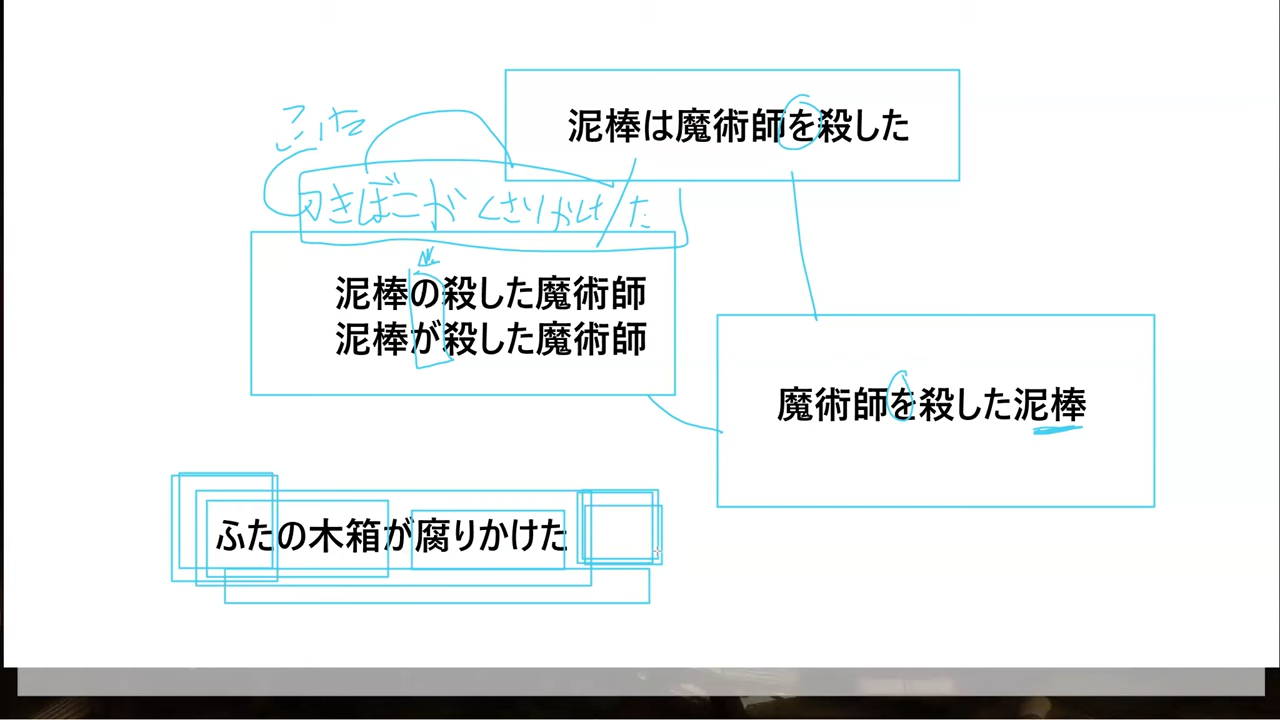 泥棒は魔術師を殺した
ふた
きばこが くさりかけた
泥棒の殺した魔術師
泥棒が殺した魔術師
魔術師を殺した泥棒
ふたの木箱が腐りかけた